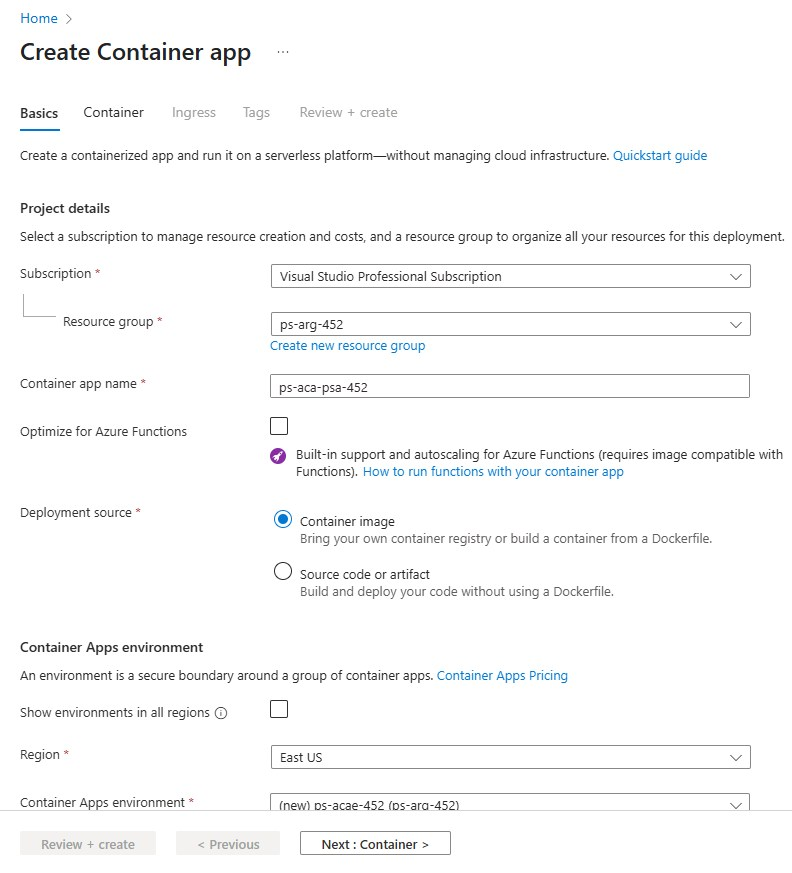 Home >
Create Container app ...
Basics Container Ingress Tags Review + create
Create a containerized app and run it on a serverless platform—without managing cloud infrastructure. Quickstart guide
Project details
Select a subscription to manage resource creation and costs, and a resource group to organize all your resources for this deployment.
Subscription *
Visual Studio Professional Subscription
Resource group *
ps-arg-452
Create new resource group
Container app name *
ps-aca-psa-452
Optimize for Azure Functions
Built-in support and autoscaling for Azure Functions (requires image compatible with
Functions). How to run functions with your container app
Deployment source *
Container image
Bring your own container registry or build a container from a Dockerfile.
Source code or artifact
Build and deploy your code without using a Dockerfile.
Container Apps environment
An environment is a secure boundary around a group of container apps. Container Apps Pricing
Show environments in all regions
Region *
East US
Container Apps environment *
(new) ps-acae-452 (ps-arg-452)
Review + create < Previous Next : Container >